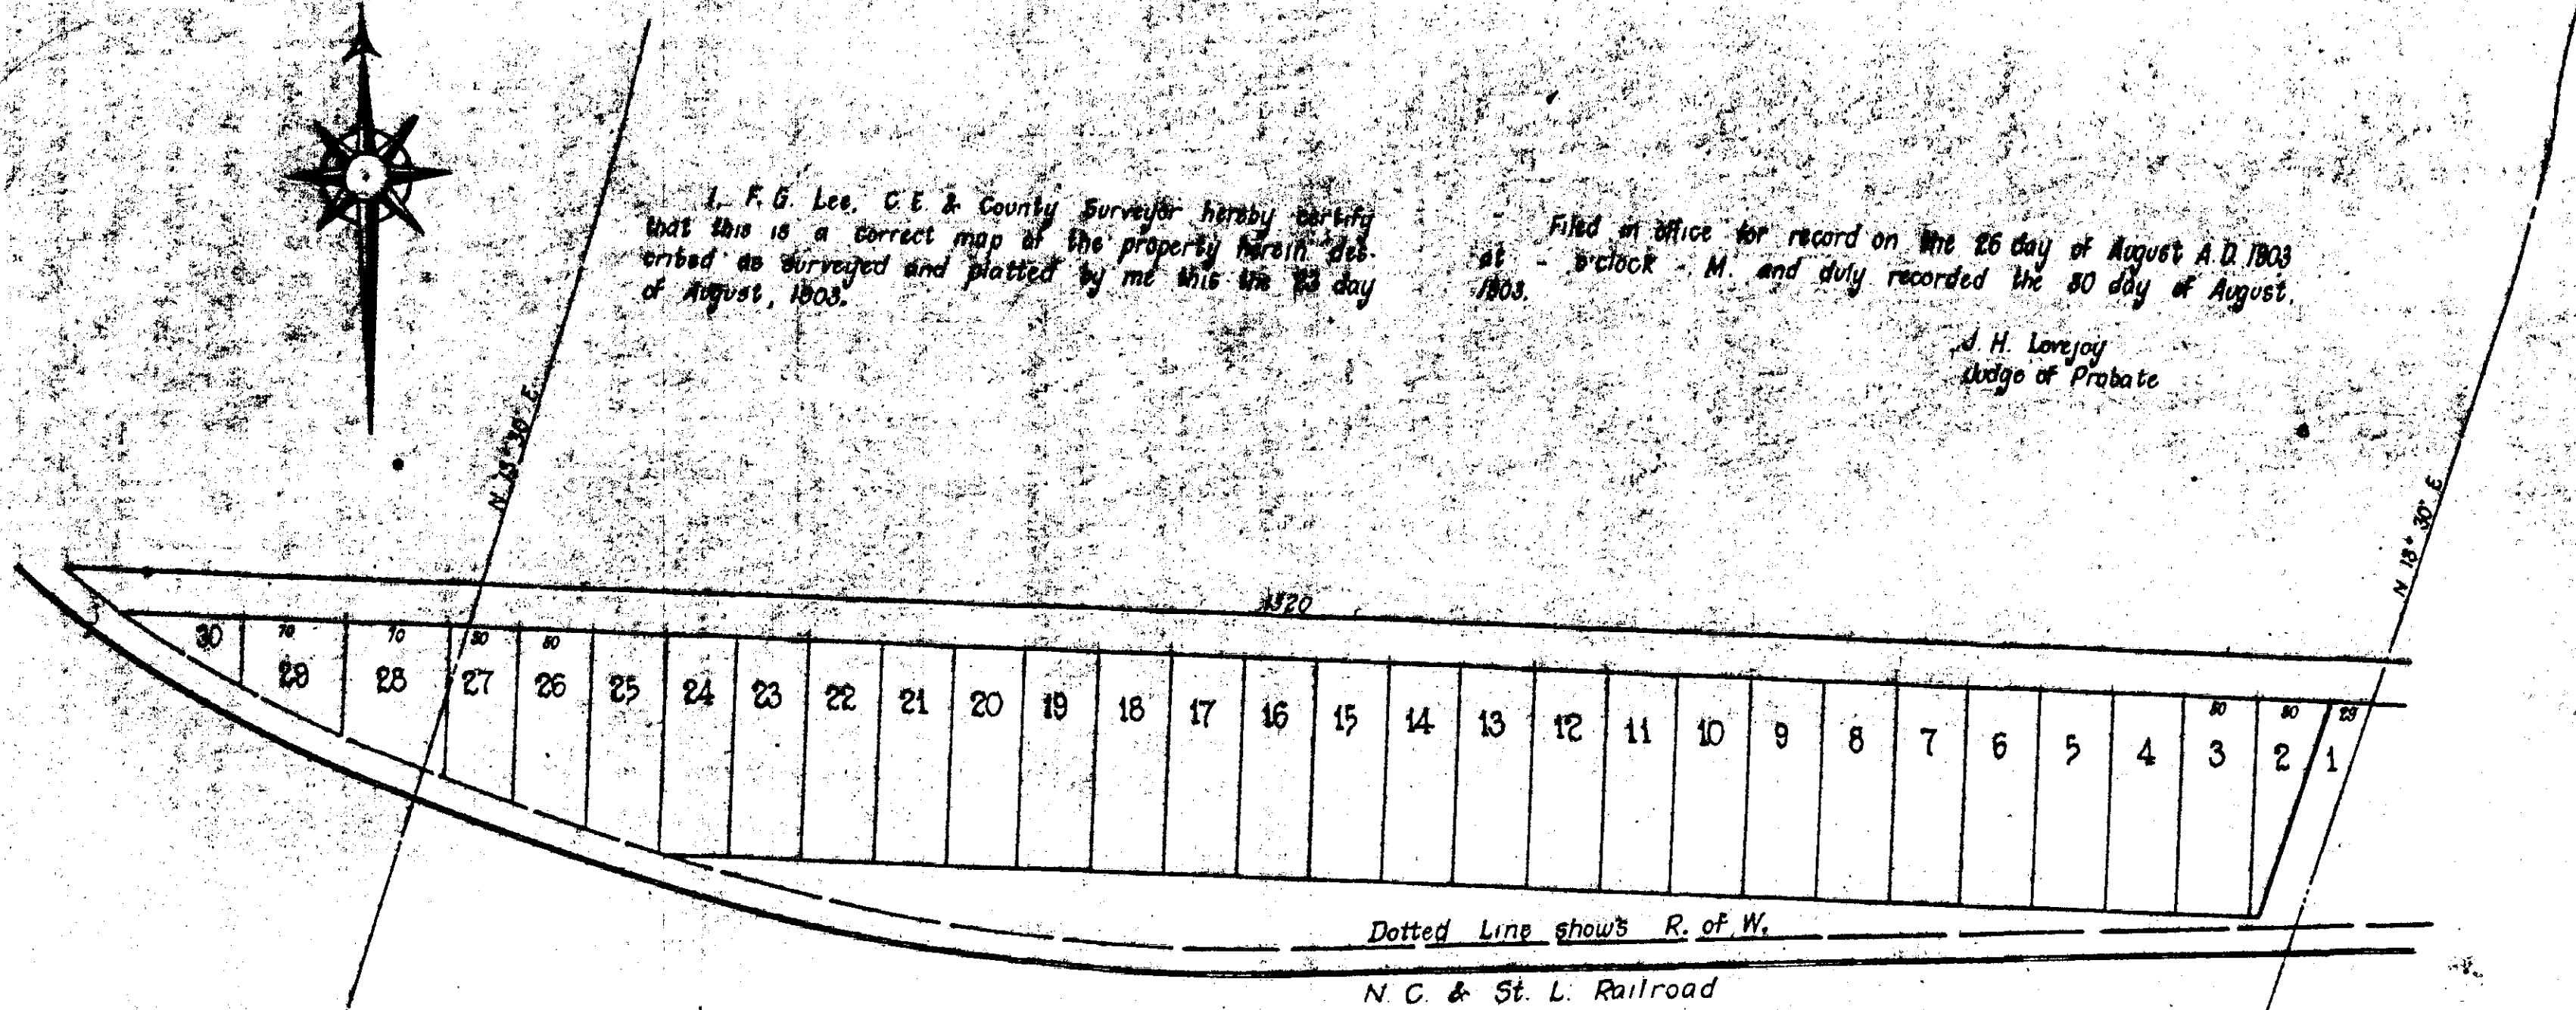 I, F. G. Lee, C. E. & County Surveyor hereby certify
that this is a correct map of the property herein des-
cribed as surveyed and platted by me this the 23 day
of August, 1903.
Filed in office for record on the 26 day of August A. D. 1903
at - o'clock - M. and duly recorded the 30 day of August,
1903.
J. H. Lovejoy
Judge of Probate
N 13° 30' E
N 13° 30' E
1320
70 70 50 50 50 50 29
30 29 28 27 26 25 24 23 22 21 20 19 18 17 16 15 14 13 12 11 10 9 8 7 6 5 4 3 2 1
Dotted Line show's R. of W.
N. C. & St. L. Railroad